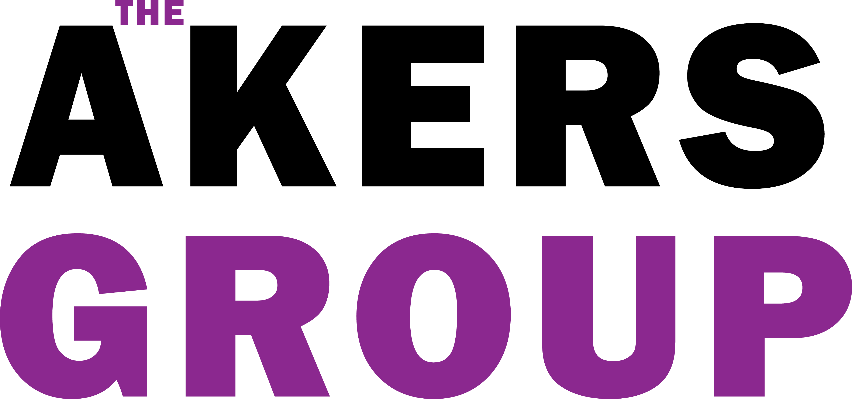 THE
AKERS
GROUP